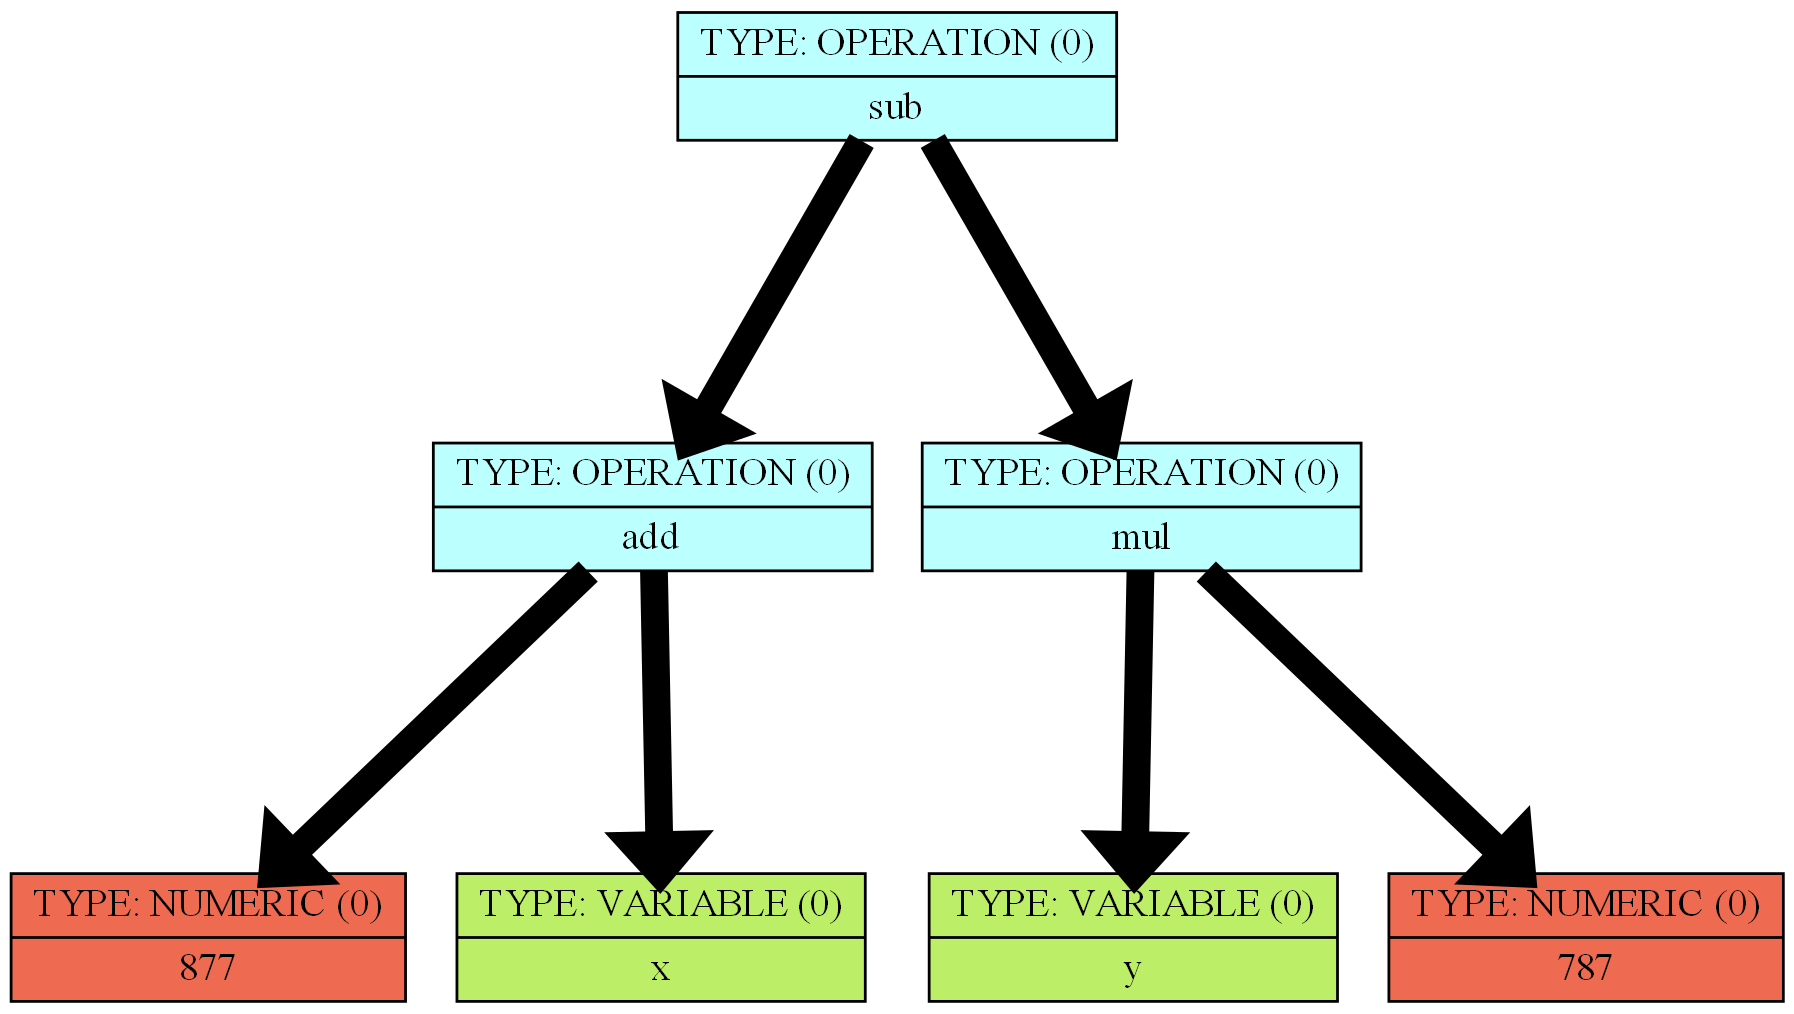 TYPE: OPERATION (0)
sub
TYPE: OPERATION (0)
add
TYPE: OPERATION (0)
mul
TYPE: NUMERIC (0)
877
TYPE: VARIABLE (0)
x
TYPE: VARIABLE (0)
y
TYPE: NUMERIC (0)
787